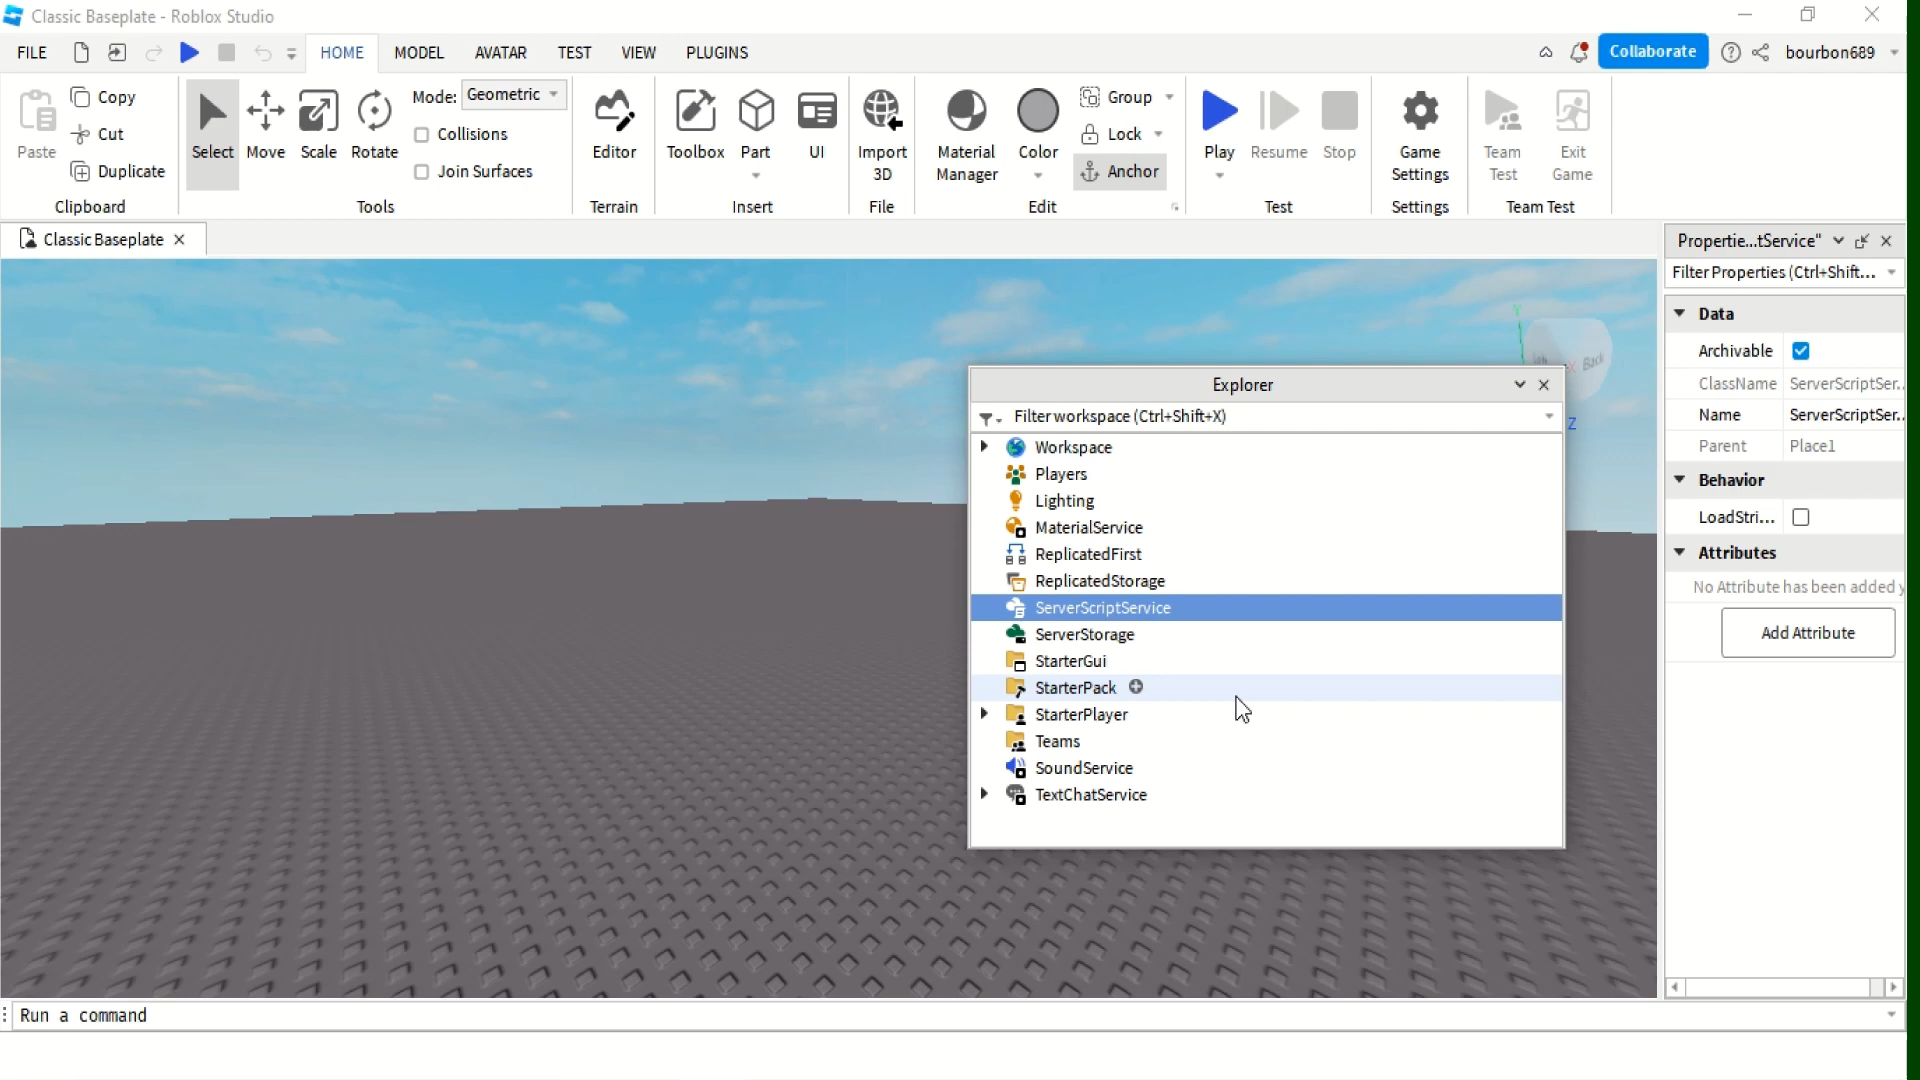 Classic Baseplate - Roblox Studio
FILE HOME MODEL AVATAR TEST VIEW PLUGINS Collaborate bourbon689
Paste
Copy
Cut
Duplicate
Clipboard
Select Move Scale Rotate
Mode: Geometric
Collisions
Join Surfaces
Tools
Editor
Terrain
Toolbox Part UI
Insert
Import
3D
File
Material
Manager
Color
Group
Lock
Anchor
Edit
Play Resume Stop
Test
Game
Settings
Settings
Team
Test
Exit
Game
Team Test
Classic Baseplate
Back
Y
X
Z
Explorer
Filter workspace (Ctrl+Shift+X)
Workspace
Players
Lighting
MaterialService
ReplicatedFirst
ReplicatedStorage
ServerScriptService
ServerStorage
StarterGui
StarterPack
StarterPlayer
Teams
SoundService
TextChatService
Propertie...tService"
Filter Properties (Ctrl+Shift...
Data
Archivable
ClassName ServerScriptSer..
Name ServerScriptSer..
Parent Place1
Behavior
LoadStri...
Attributes
No Attribute has been added
Add Attribute
Run a command